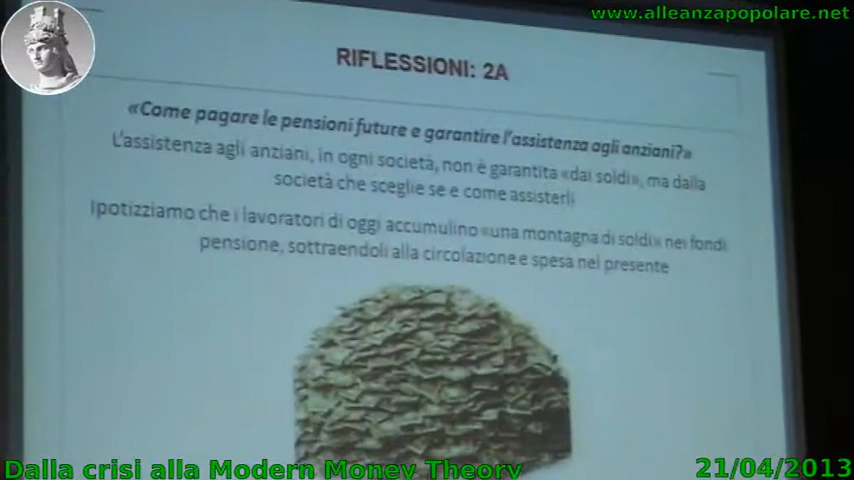 www.alleanzapopolare.net
RIFLESSIONI: 2A
«Come pagare le pensioni future e garantire l'assistenza agli anziani?»
L'assistenza agli anziani, in ogni società, non è garantita «dai soldi», ma dalla
società che sceglie se e come assisterli
Ipotizziamo che i lavoratori di oggi accumulino «una montagna di soldi» nei fondi
pensione, sottraendoli alla circolazione e spesa nel presente
Dalla crisi alla Modern Money Theory
21/04/2013